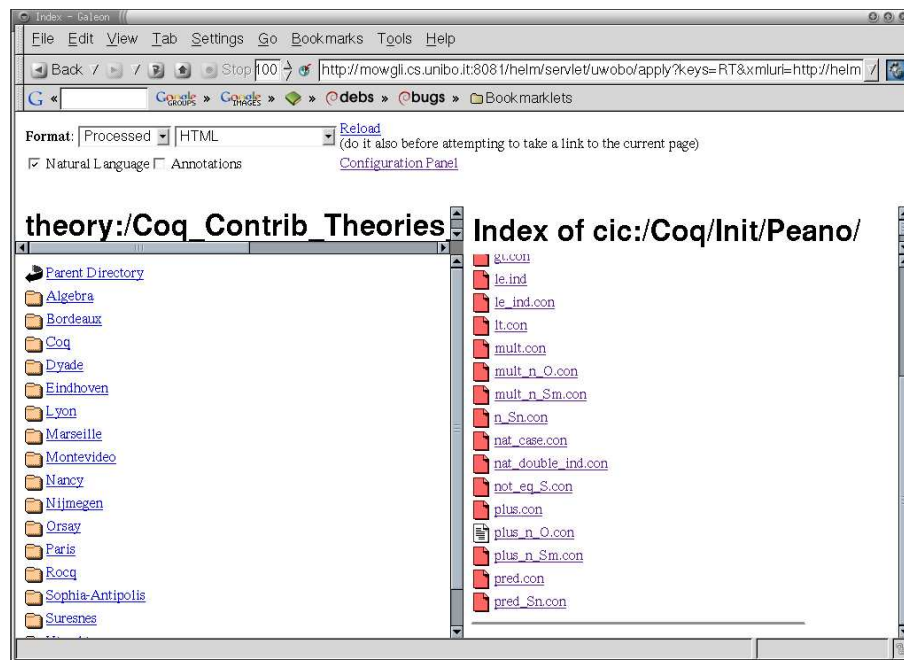 Index - Galeon
File Edit View Tab Settings Go Bookmarks Tools Help
Back Stop 100 http://mowgli.cs.unibo.it:8081/helm/servlet/uwobo/apply?keys=RT&xmluri=http://helm
G « Google GROUPS » Google IMAGES » » debs » bugs » Bookmarklets
Format: Processed HTML Reload
(do it also before attempting to take a link to the current page)
Natural Language Annotations Configuration Panel
theory:/Coq_Contrib_Theories_
Parent Directory
Algebra
Bordeaux
Coq
Dyade
Eindhoven
Lyon
Marseille
Montevideo
Nancy
Nijmegen
Orsay
Paris
Rocq
Sophia-Antipolis
Suresnes
Index of cic:/Coq/Init/Peano/
gt.con
le.ind
le_ind.con
lt.con
mult.con
mult_n_O.con
mult_n_Sm.con
n_Sn.con
nat_case.con
nat_double_ind.con
not_eq_S.con
plus.con
plus_n_O.con
plus_n_Sm.con
pred.con
pred_Sn.con